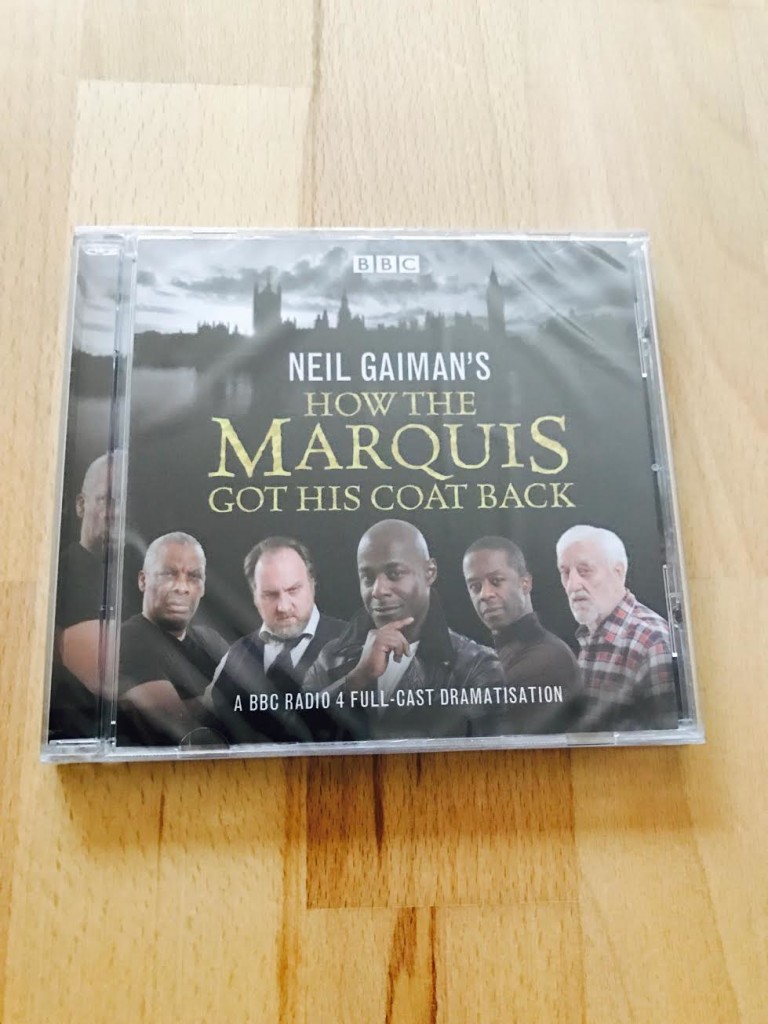 BBC
NEIL GAIMAN'S
HOW THE
MARQUIS
GOT HIS COAT BACK
A BBC RADIO 4 FULL-CAST DRAMATISATION